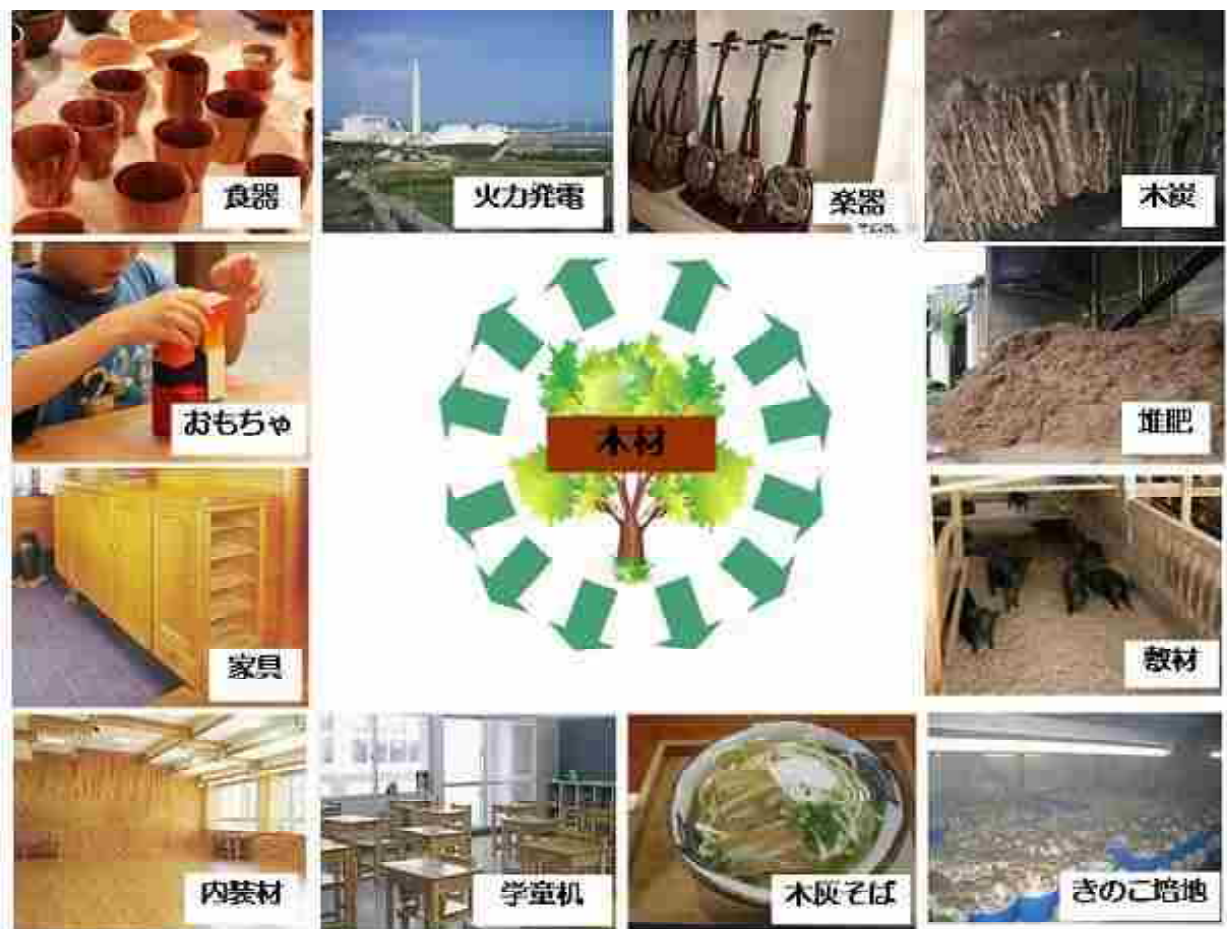 食器
火力発電
楽器
木炭
おもちゃ
木材
堆肥
家具
敷材
内装材
学童机
木灰そば
きのこ培地